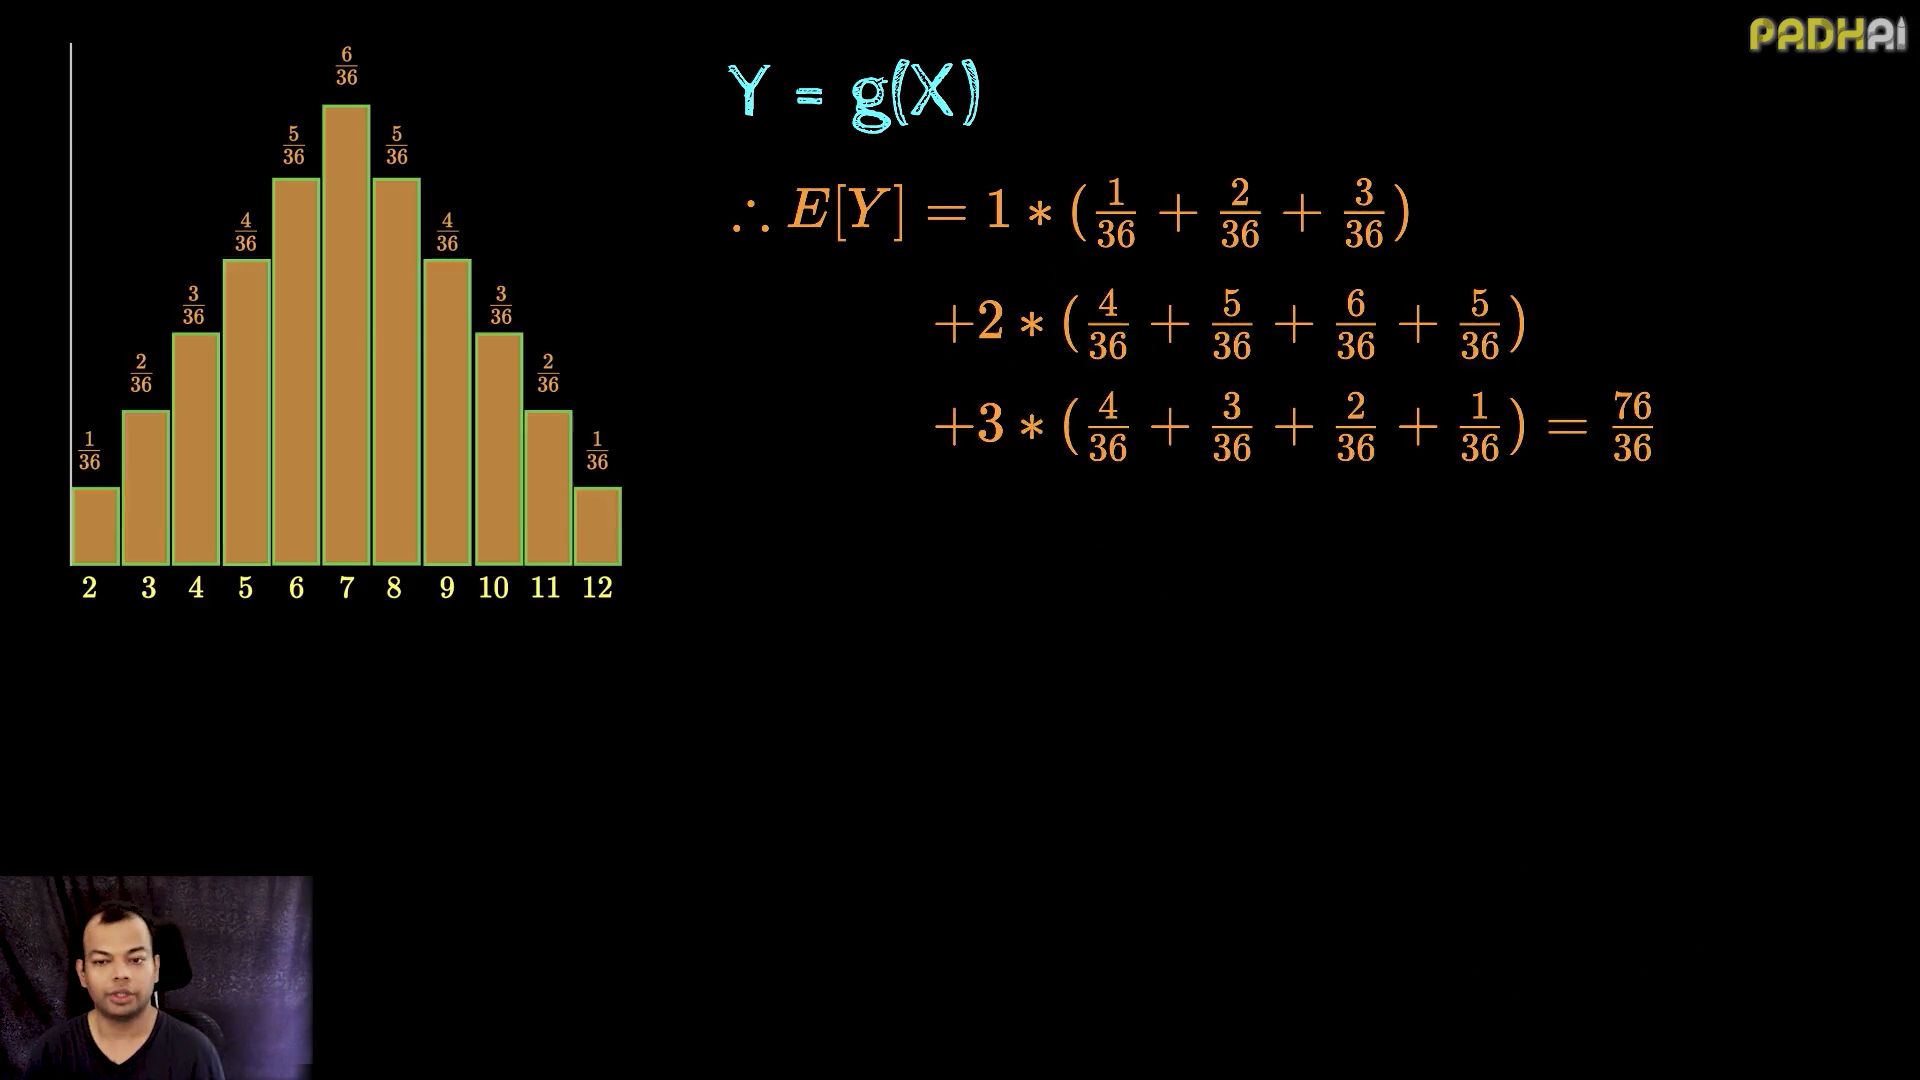 PADHAI
Y = g(X)
∴ E[Y] = 1 * (1/36 + 2/36 + 3/36)
+2 * (4/36 + 5/36 + 6/36 + 5/36)
+3 * (4/36 + 3/36 + 2/36 + 1/36) = 76/36
1/36 2/36 3/36 4/36 5/36 6/36 5/36 4/36 3/36 2/36 1/36
2 3 4 5 6 7 8 9 10 11 12